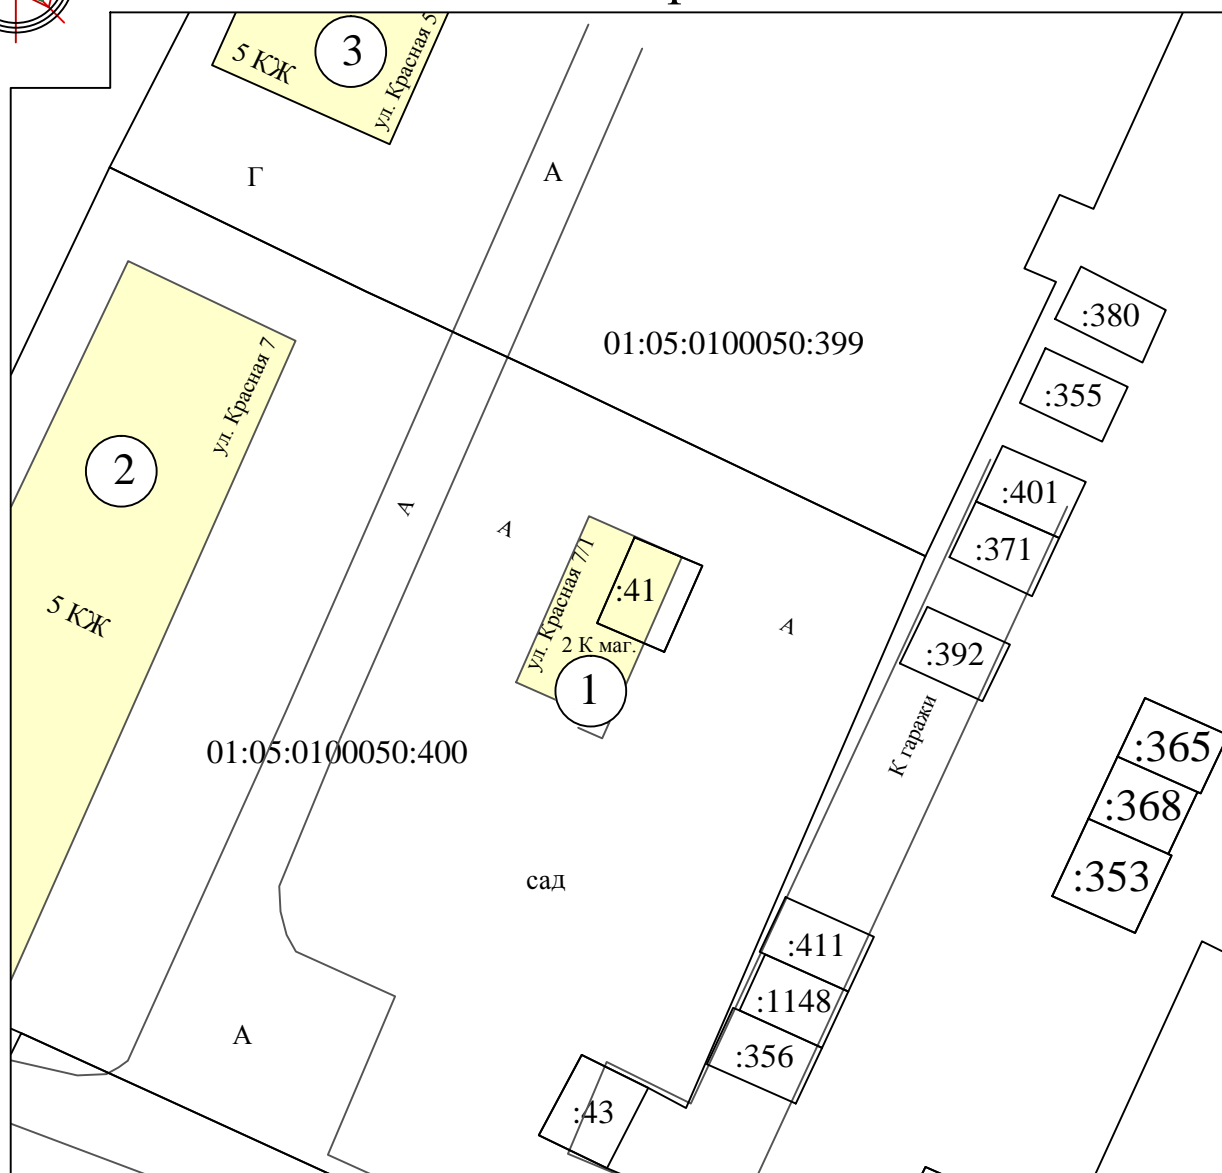 3
5 КЖ
ул. Красная 5
Г
А
:380
01:05:0100050:399
:355
ул. Красная 7
2
:401
А
А
:371
ул. Красная 7/1
:41
5 КЖ
А
2 К маг.
:392
1
К гаражи
01:05:0100050:400
:365
:368
:353
сад
:411
:1148
А
:356
:43